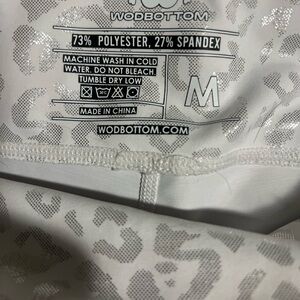 WODBOTTOM
73% POLYESTER, 27% SPANDEX
MACHINE WASH IN COLD
WATER. DO NOT BLEACH
TUMBLE DRY LOW
M
MADE IN CHINA
WODBOTTOM.COM